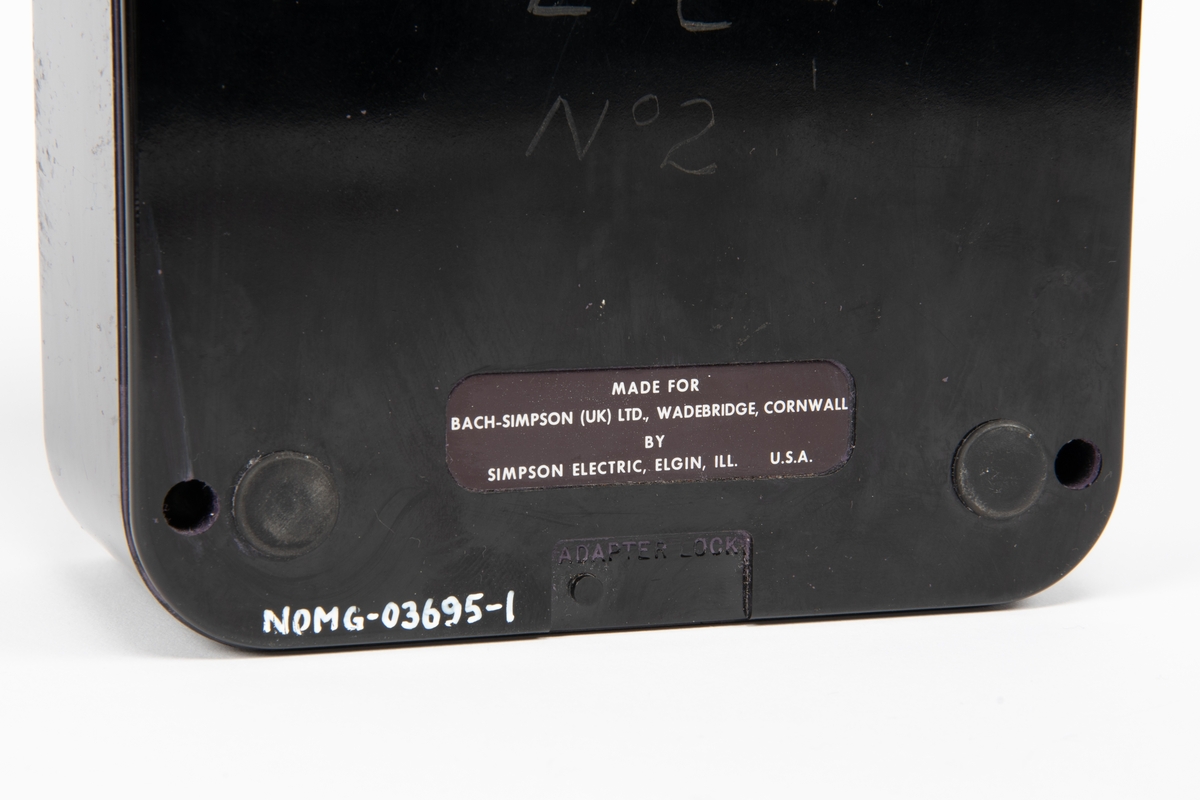 Nº2
MADE FOR
BACH-SIMPSON (UK) LTD., WADEBRIDGE, CORNWALL
BY
SIMPSON ELECTRIC, ELGIN, ILL. U.S.A.
ADAPTER LOCK
NOMG-03695-1